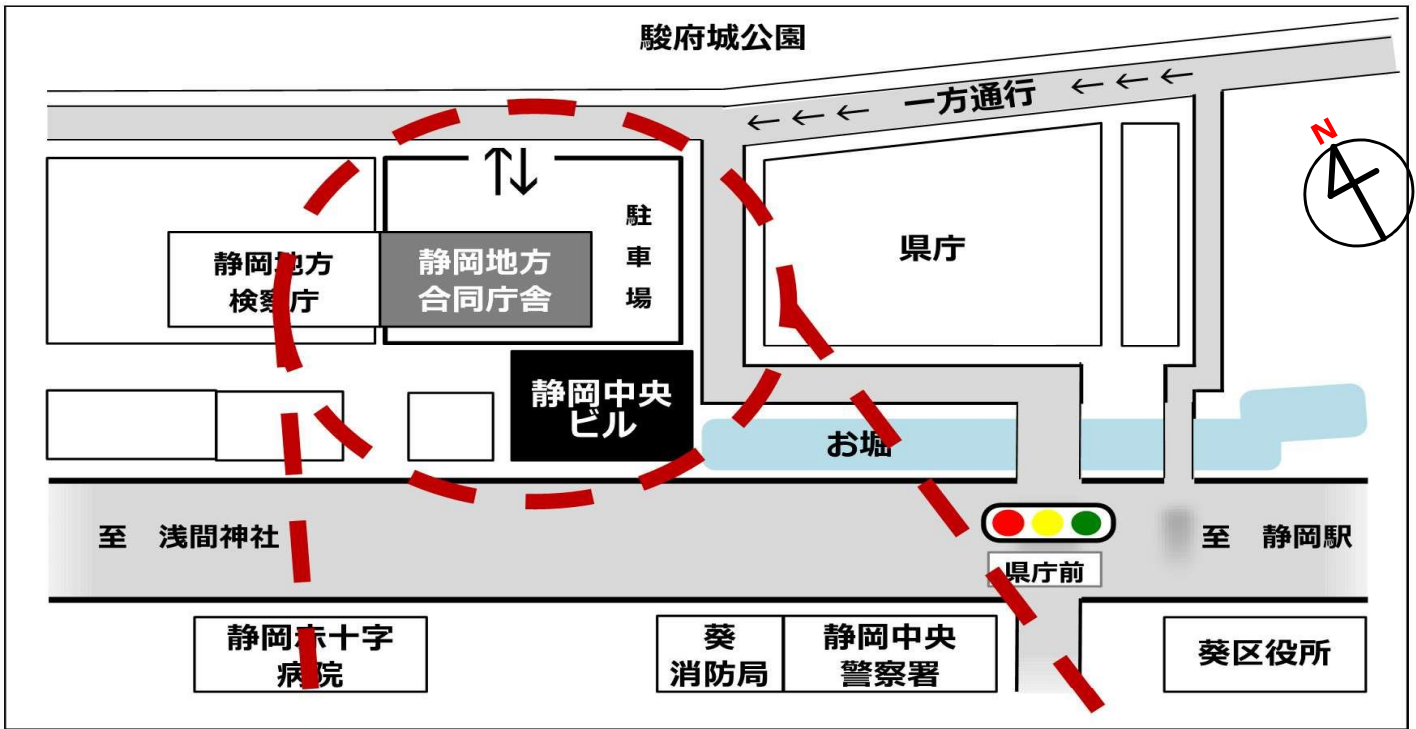 駿府城公園
一方通行
N
静岡地方
検察庁
静岡地方
合同庁舎
駐車場
県庁
静岡中央
ビル
お堀
至 浅間神社
至 静岡駅
県庁前
静岡赤十字
病院
葵
消防局
静岡中央
警察署
葵区役所